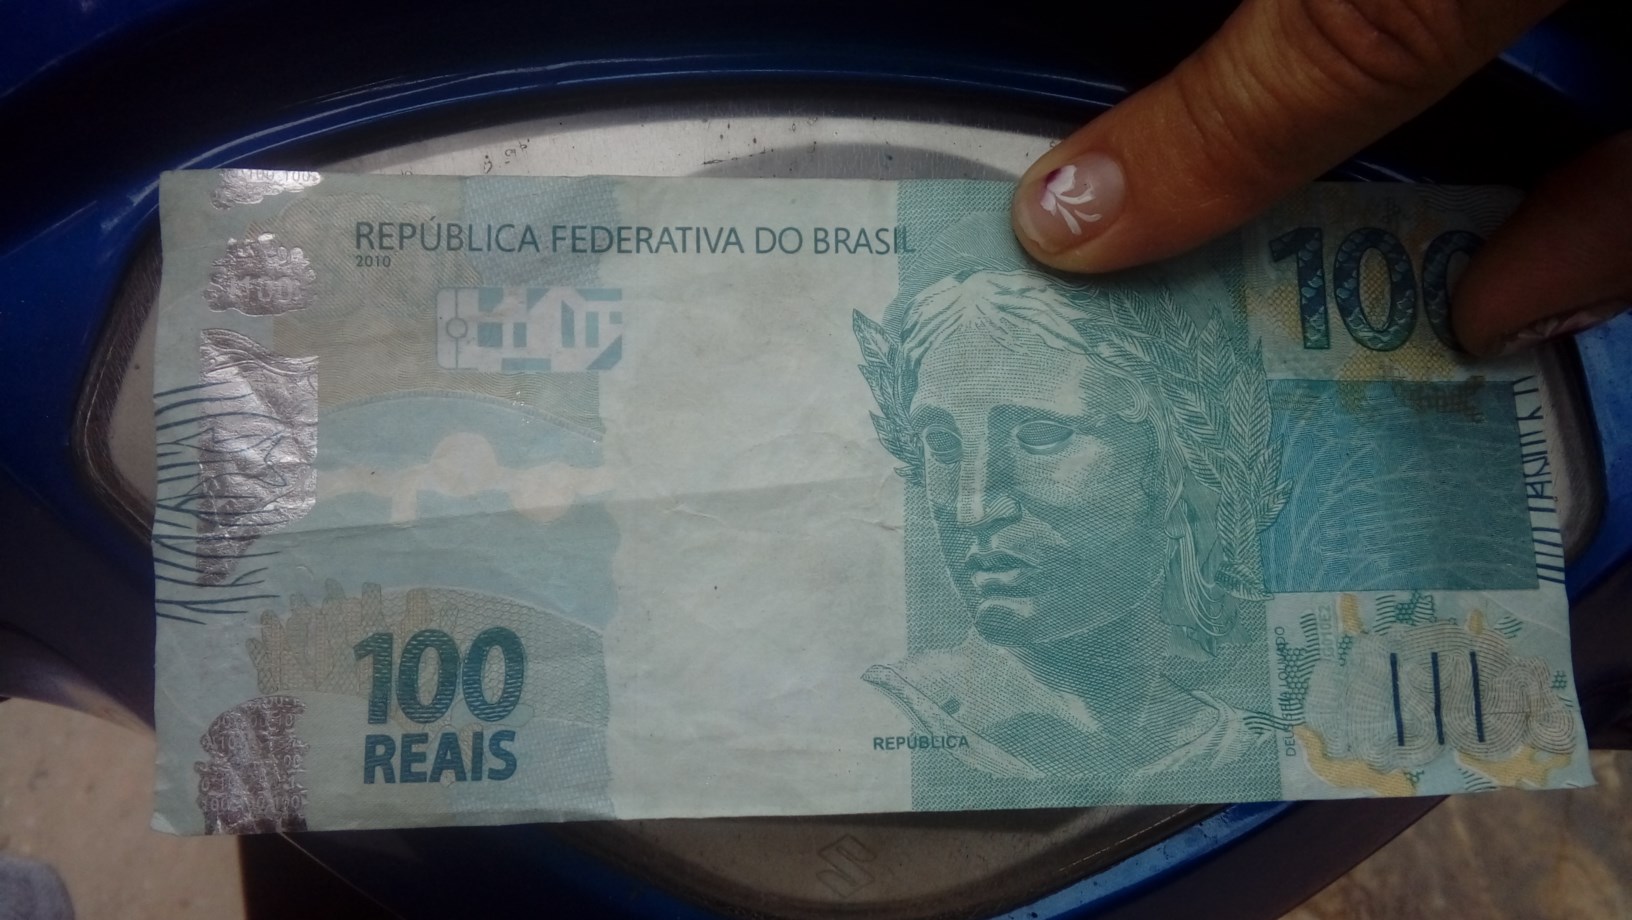 REPÚBLICA FEDERATIVA DO BRASIL
2010
100
100
REAIS
REPÚBLICA